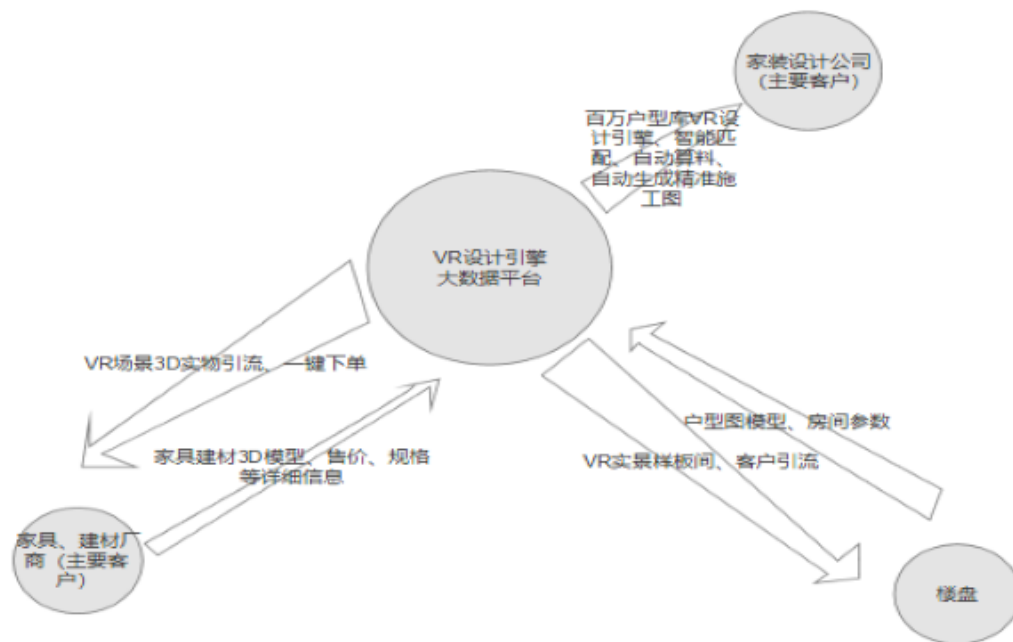 家装设计公司
(主要客户)
百万户型库VR设
计引擎、智能匹
配、自动算料、
自动生成精准施
工图
VR设计引擎
大数据平台
VR场景3D实物引流、一键下单
户型图模型、房间参数
家具建材3D模型、售价、规格
等详细信息
VR实景样板间、客户引流
家具、建材厂
商（主要客
户）
楼盘